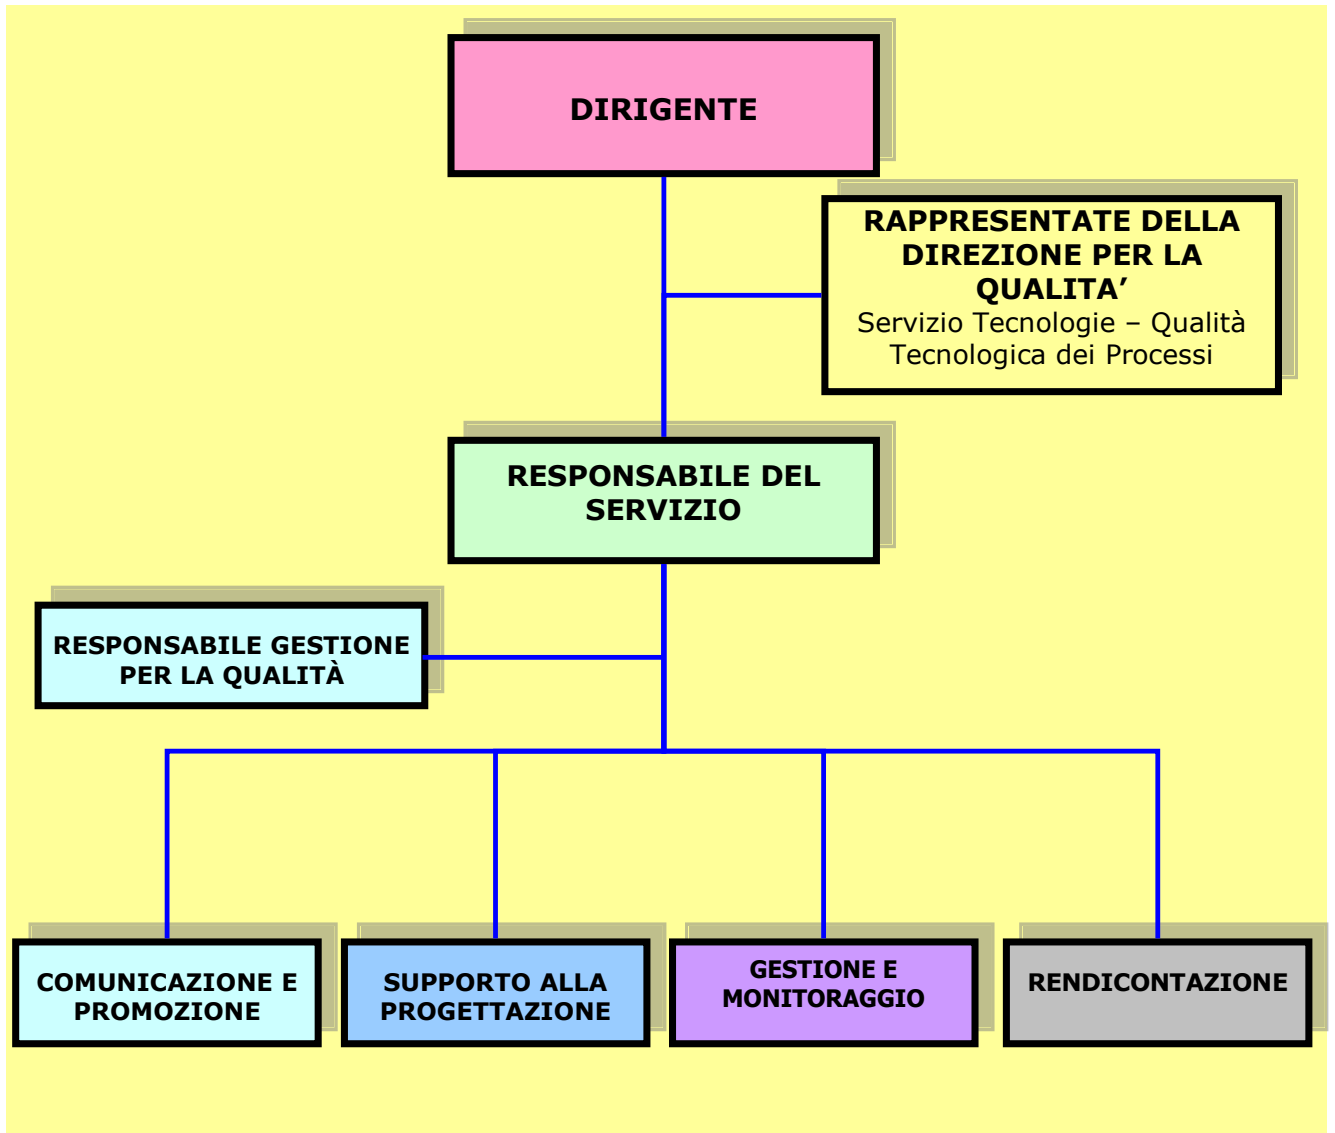 DIRIGENTE
RAPPRESENTATE DELLA
DIREZIONE PER LA
QUALITA’
Servizio Tecnologie – Qualità
Tecnologica dei Processi
RESPONSABILE DEL
SERVIZIO
RESPONSABILE GESTIONE
PER LA QUALITÀ
COMUNICAZIONE E
PROMOZIONE
SUPPORTO ALLA
PROGETTAZIONE
GESTIONE E
MONITORAGGIO
RENDICONTAZIONE